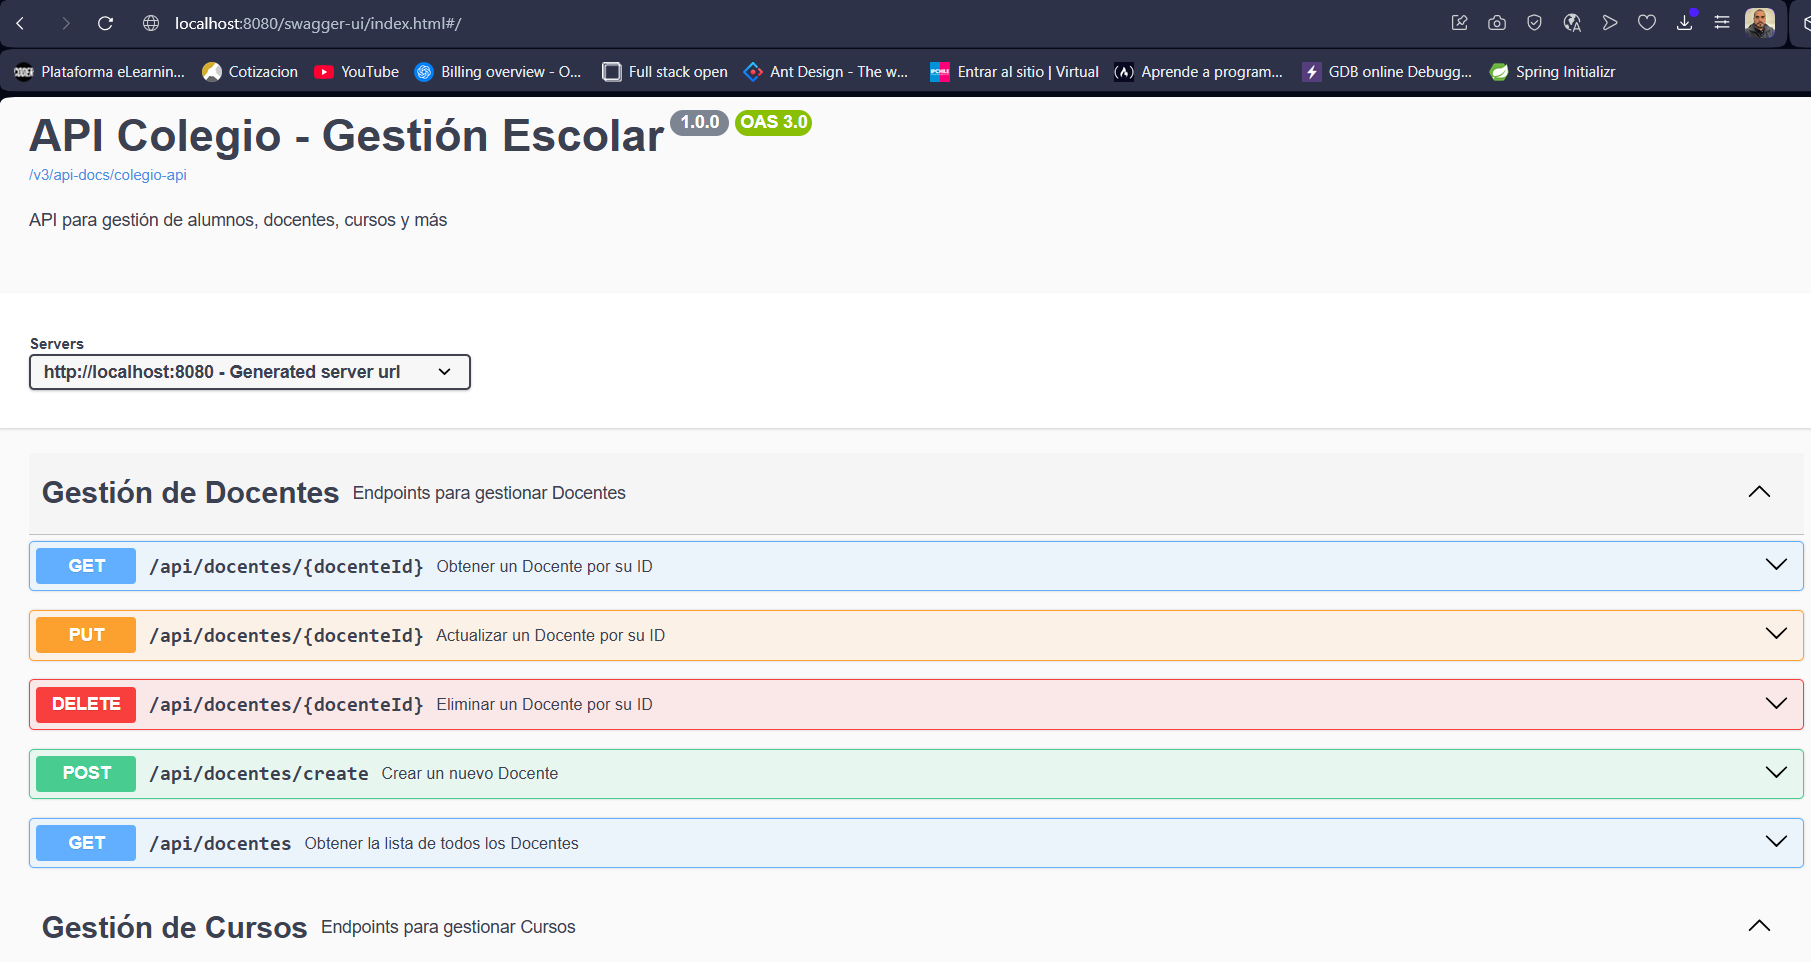 localhost:8080/swagger-ui/index.html#/
Plataforma eLearnin... Cotizacion YouTube Billing overview - O... Full stack open Ant Design - The w... Entrar al sitio | Virtual Aprende a program... GDB online Debugg... Spring Initializr
API Colegio - Gestión Escolar 1.0.0 OAS 3.0
/v3/api-docs/colegio-api
API para gestión de alumnos, docentes, cursos y más
Servers
http://localhost:8080 - Generated server url
Gestión de Docentes Endpoints para gestionar Docentes
GET /api/docentes/{docenteId} Obtener un Docente por su ID
PUT /api/docentes/{docenteId} Actualizar un Docente por su ID
DELETE /api/docentes/{docenteId} Eliminar un Docente por su ID
POST /api/docentes/create Crear un nuevo Docente
GET /api/docentes Obtener la lista de todos los Docentes
Gestión de Cursos Endpoints para gestionar Cursos